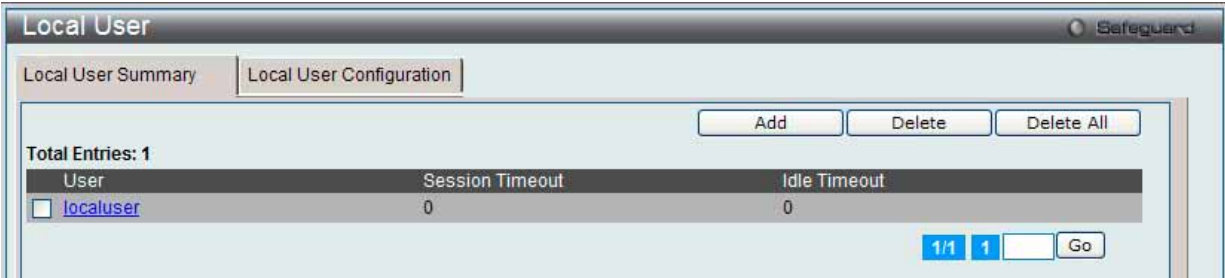 Local User
Safeguard
Local User Summary
Local User Configuration
Add
Delete
Delete All
Total Entries: 1
User Session Timeout Idle Timeout
localuser 0 0
1/1 1 Go